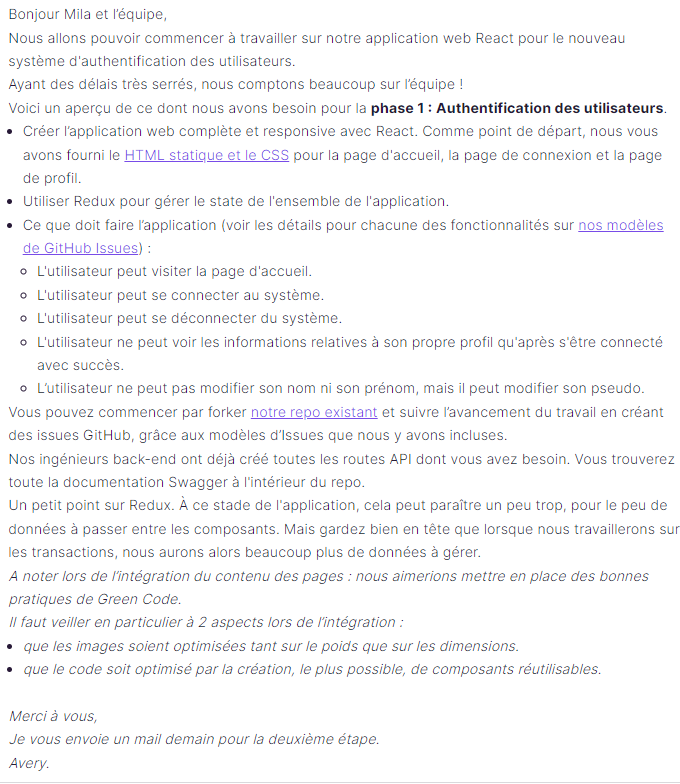 Bonjour Mila et l’équipe,
Nous allons pouvoir commencer à travailler sur notre application web React pour le nouveau
système d'authentification des utilisateurs.
Ayant des délais très serrés, nous comptons beaucoup sur l’équipe !
Voici un aperçu de ce dont nous avons besoin pour la phase 1 : Authentification des utilisateurs.
• Créer l’application web complète et responsive avec React. Comme point de départ, nous vous
avons fourni le HTML statique et le CSS pour la page d'accueil, la page de connexion et la page
de profil.
• Utiliser Redux pour gérer le state de l'ensemble de l'application.
• Ce que doit faire l’application (voir les détails pour chacune des fonctionnalités sur nos modèles
de GitHub Issues) :
○ L'utilisateur peut visiter la page d'accueil.
○ L'utilisateur peut se connecter au système.
○ L'utilisateur peut se déconnecter du système.
○ L'utilisateur ne peut voir les informations relatives à son propre profil qu'après s'être connecté
avec succès.
○ L’utilisateur ne peut pas modifier son nom ni son prénom, mais il peut modifier son pseudo.
Vous pouvez commencer par forker notre repo existant et suivre l’avancement du travail en créant
des issues GitHub, grâce aux modèles d’Issues que nous y avons incluses.
Nos ingénieurs back-end ont déjà créé toutes les routes API dont vous avez besoin. Vous trouverez
toute la documentation Swagger à l'intérieur du repo.
Un petit point sur Redux. À ce stade de l'application, cela peut paraître un peu trop, pour le peu de
données à passer entre les composants. Mais gardez bien en tête que lorsque nous travaillerons sur
les transactions, nous aurons alors beaucoup plus de données à gérer.
A noter lors de l’intégration du contenu des pages : nous aimerions mettre en place des bonnes
pratiques de Green Code.
Il faut veiller en particulier à 2 aspects lors de l’intégration :
• que les images soient optimisées tant sur le poids que sur les dimensions.
• que le code soit optimisé par la création, le plus possible, de composants réutilisables.
Merci à vous,
Je vous envoie un mail demain pour la deuxième étape.
Avery.